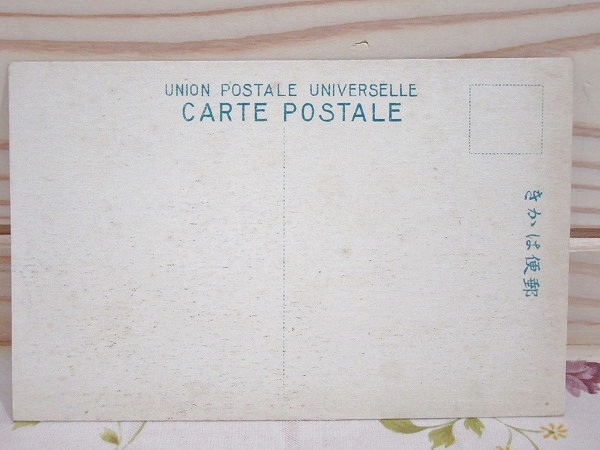 UNION POSTALE UNIVERSELLE
CARTE POSTALE
郵便はかき